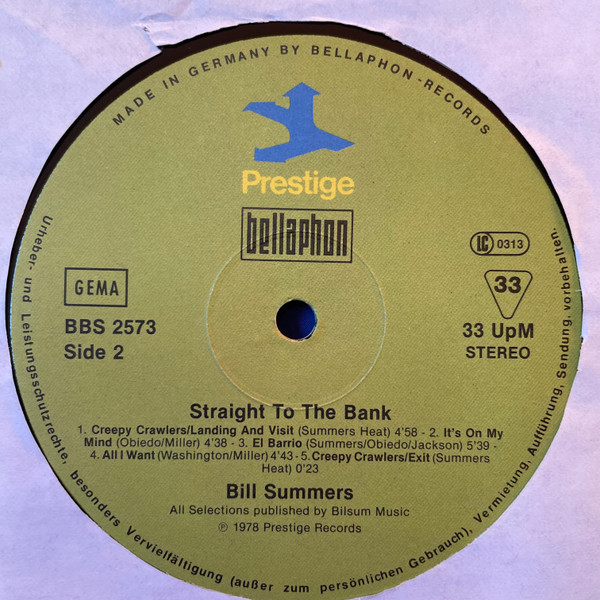 MADE IN GERMANY BY BELLAPHON-RECORDS
Prestige
bellaphon
LC 0313
GEMA
33
BBS 2573
33 UpM
Side 2
STEREO
Straight To The Bank
1. Creepy Crawlers/Landing And Visit (Summers Heat) 4'58 - 2. It's On My
Mind (Obiedo/Miller) 4'38 - 3. El Barrio (Summers/Obiedo/Jackson) 5'39 -
- 4. All I Want (Washington/Miller) 4'43 - 5. Creepy Crawlers/Exit (Summers
Heat) 0'23
Bill Summers
All Selections published by Bilsum Music
℗ 1978 Prestige Records
Urheber- und Leistungsschutzrechte, besonders Vervielfältigung (außer zum persönlichen Gebrauch), Vermietung, Aufführung, Sendung, vorbehalten.